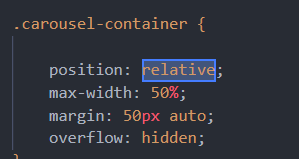 .carousel-container {
position: relative;
max-width: 50%;
margin: 50px auto;
overflow: hidden;
}